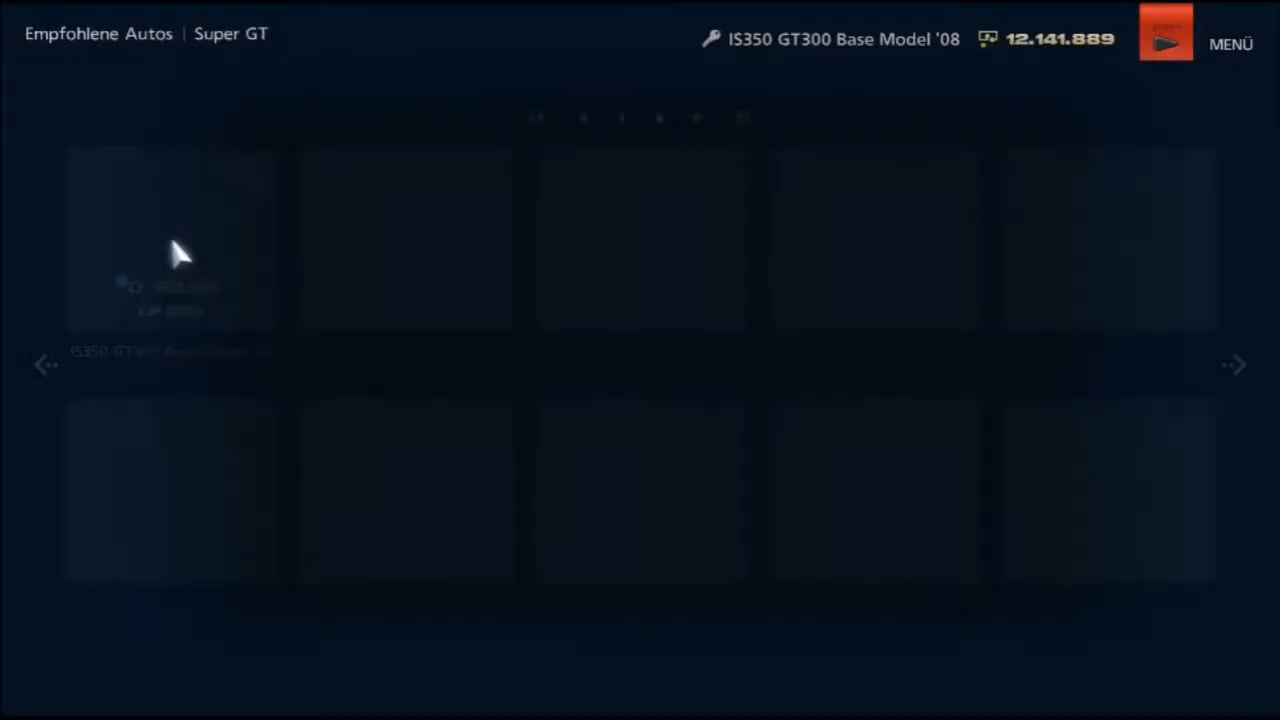 Empfohlene Autos | Super GT
IS350 GT300 Base Model '08
12.141.889
MENÜ